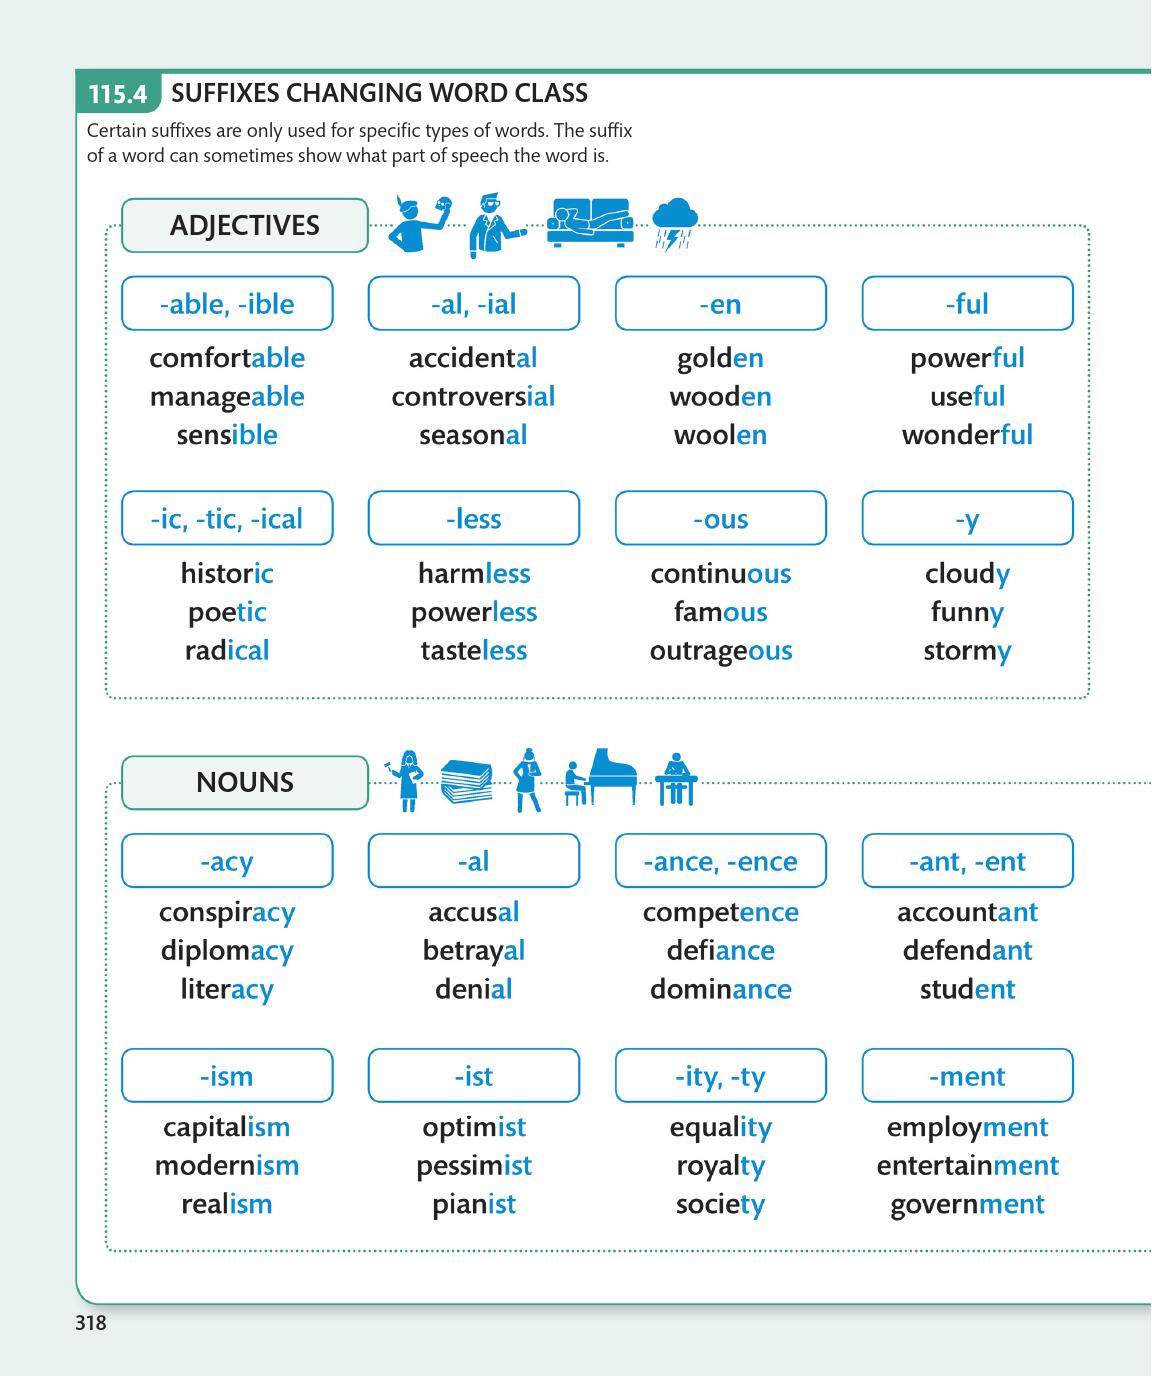 115.4 SUFFIXES CHANGING WORD CLASS
Certain suffixes are only used for specific types of words. The suffix
of a word can sometimes show what part of speech the word is.
ADJECTIVES
-able, -ible
comfortable
manageable
sensible
-al, -ial
accidental
controversial
seasonal
-en
golden
wooden
woolen
-ful
powerful
useful
wonderful
-ic, -tic, -ical
historic
poetic
radical
-less
harmless
powerless
tasteless
-ous
continuous
famous
outrageous
-y
cloudy
funny
stormy
NOUNS
-acy
conspiracy
diplomacy
literacy
-al
accusal
betrayal
denial
-ance, -ence
competence
defiance
dominance
-ant, -ent
accountant
defendant
student
-ism
capitalism
modernism
realism
-ist
optimist
pessimist
pianist
-ity, -ty
equality
royalty
society
-ment
employment
entertainment
government
318